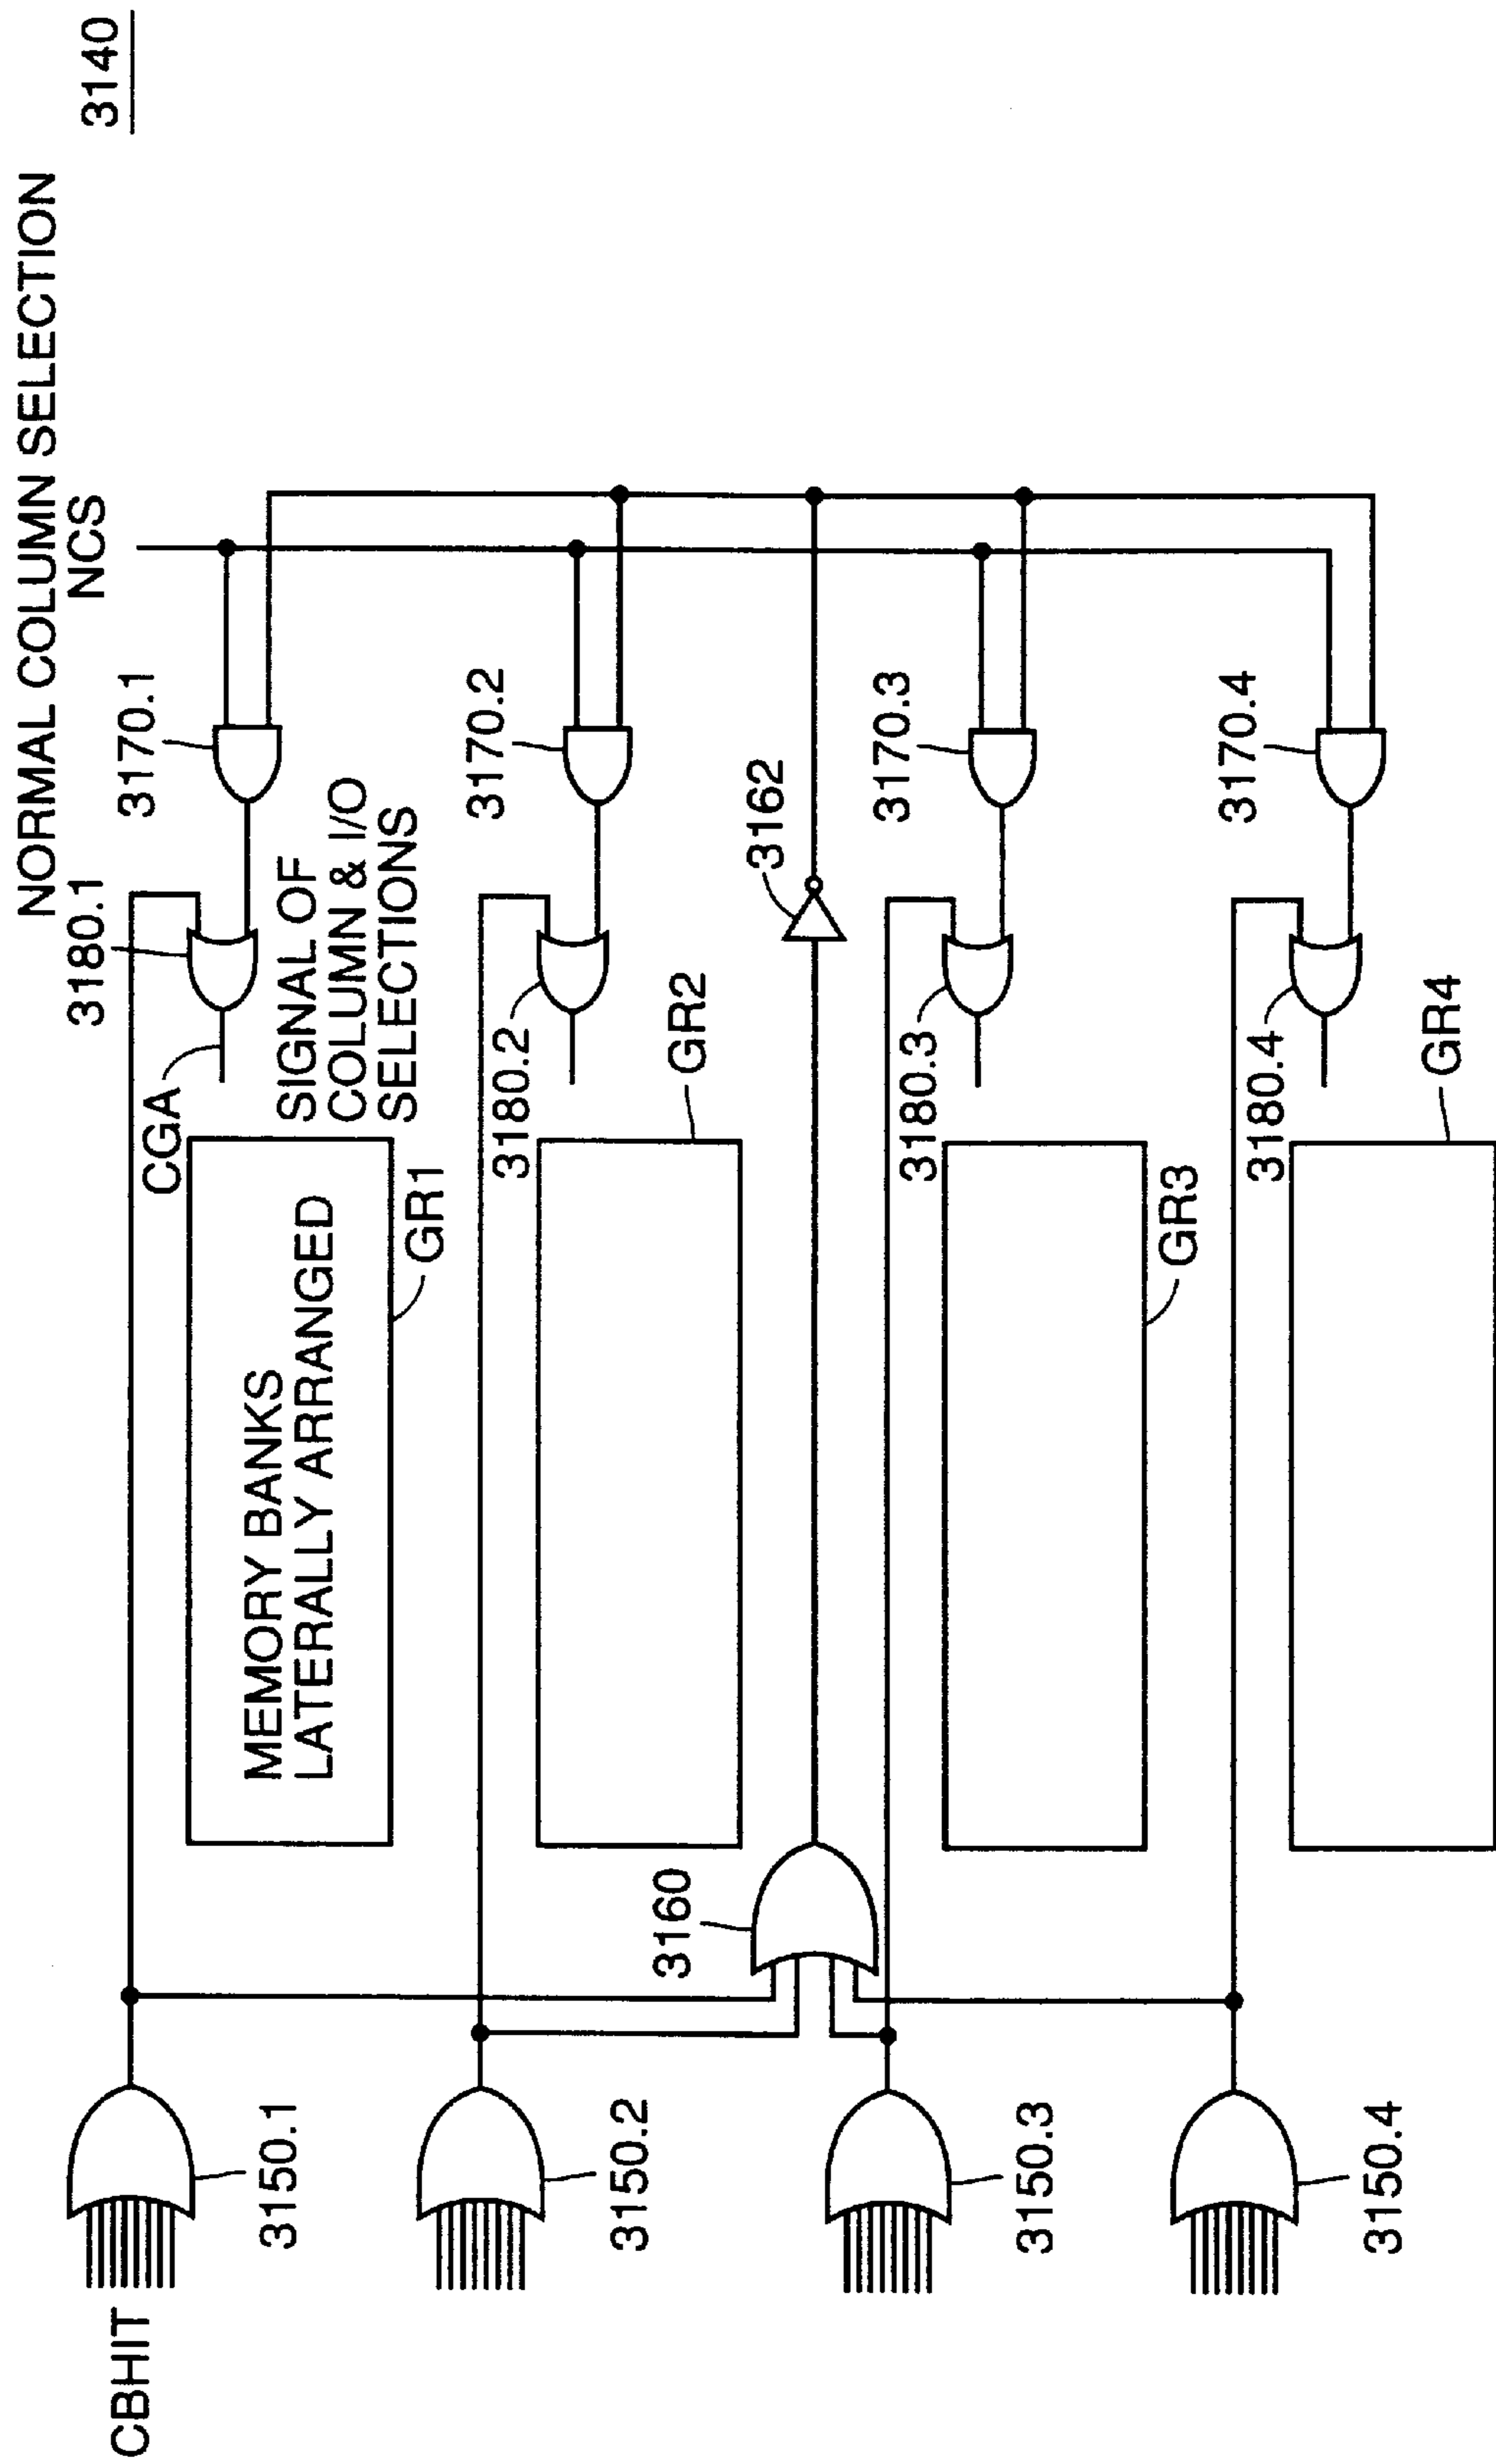 3140
NORMAL COLUMN SELECTION
NCS
3180.1
3170.1
CGA
SIGNAL OF
COLUMN & I/O
SELECTIONS
MEMORY BANKS
LATERALLY ARRANGED
GR1
CBHIT
3150.1
3180.2
3170.2
GR2
3150.2
3160
3162
3180.3
3170.3
GR3
3150.3
3180.4
3170.4
GR4
3150.4